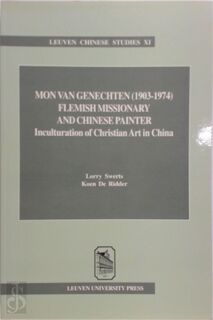 LEUVEN CHINESE STUDIES XI
MON VAN GENECHTEN (1903-1974)
FLEMISH MISSIONARY
AND CHINESE PAINTER
Inculturation of Christian Art in China
Lorry Swerts
Koen De Ridder
LEUVEN UNIVERSITY PRESS